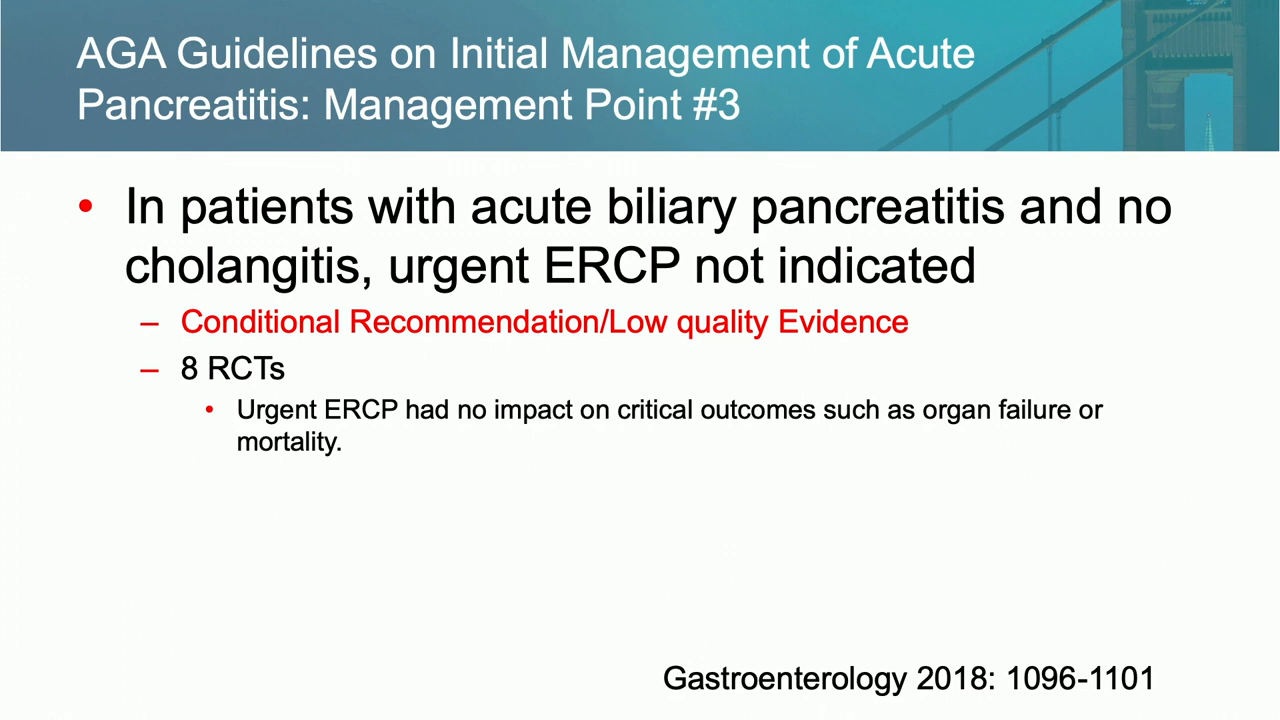 AGA Guidelines on Initial Management of Acute
Pancreatitis: Management Point #3
• In patients with acute biliary pancreatitis and no
cholangitis, urgent ERCP not indicated
– Conditional Recommendation/Low quality Evidence
– 8 RCTs
• Urgent ERCP had no impact on critical outcomes such as organ failure or
mortality.
Gastroenterology 2018: 1096-1101